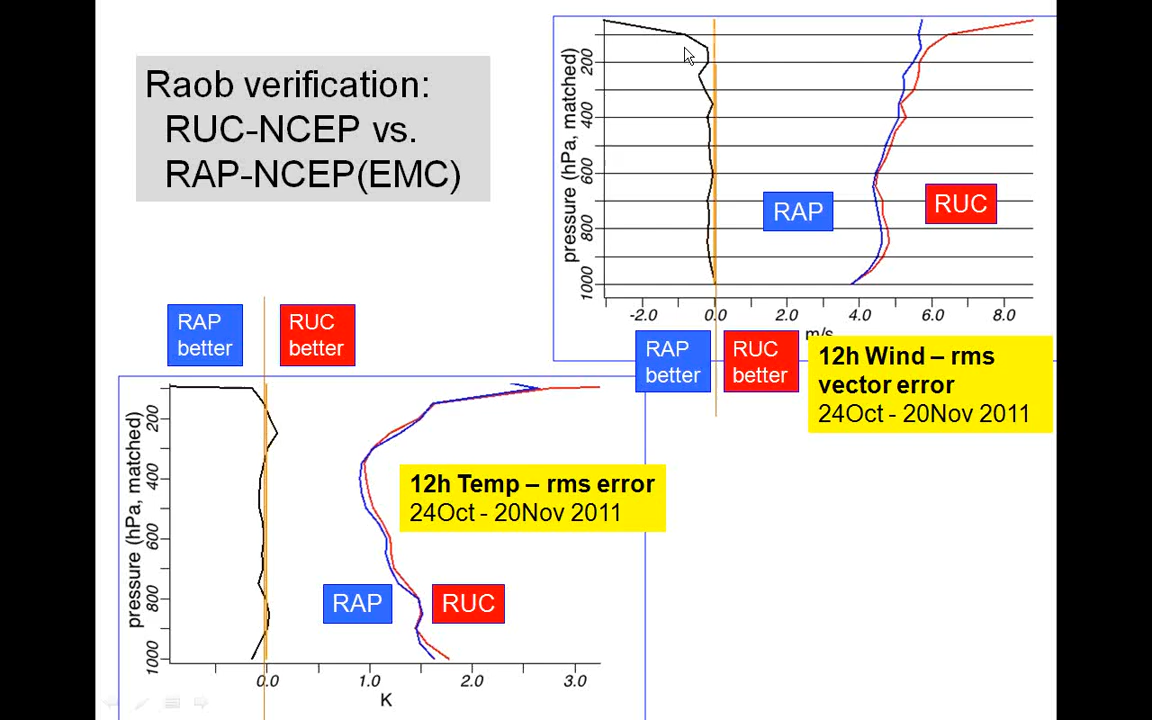 Raob verification:
RUC-NCEP vs.
RAP-NCEP(EMC)
pressure (hPa, matched)
200
400
600
800
1000
RAP
RUC
-2.0
0.0
2.0
4.0
6.0
8.0
m/s
RAP
better
RUC
better
12h Wind – rms
vector error
24Oct - 20Nov 2011
RAP
better
RUC
better
pressure (hPa, matched)
200
400
600
800
1000
12h Temp – rms error
24Oct - 20Nov 2011
RAP
RUC
0.0
1.0
2.0
3.0
K